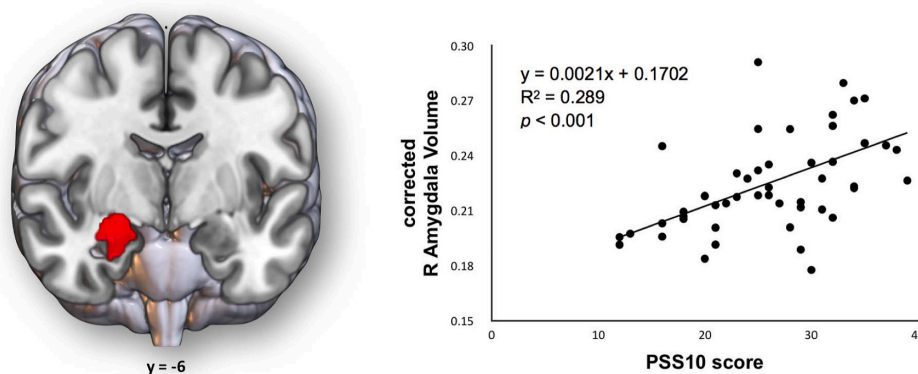 y = -6
0.30
0.27
0.24
0.21
0.18
0.15
corrected
R Amygdala Volume
y = 0.0021x + 0.1702
R² = 0.289
p < 0.001
0 10 20 30 4
PSS10 score